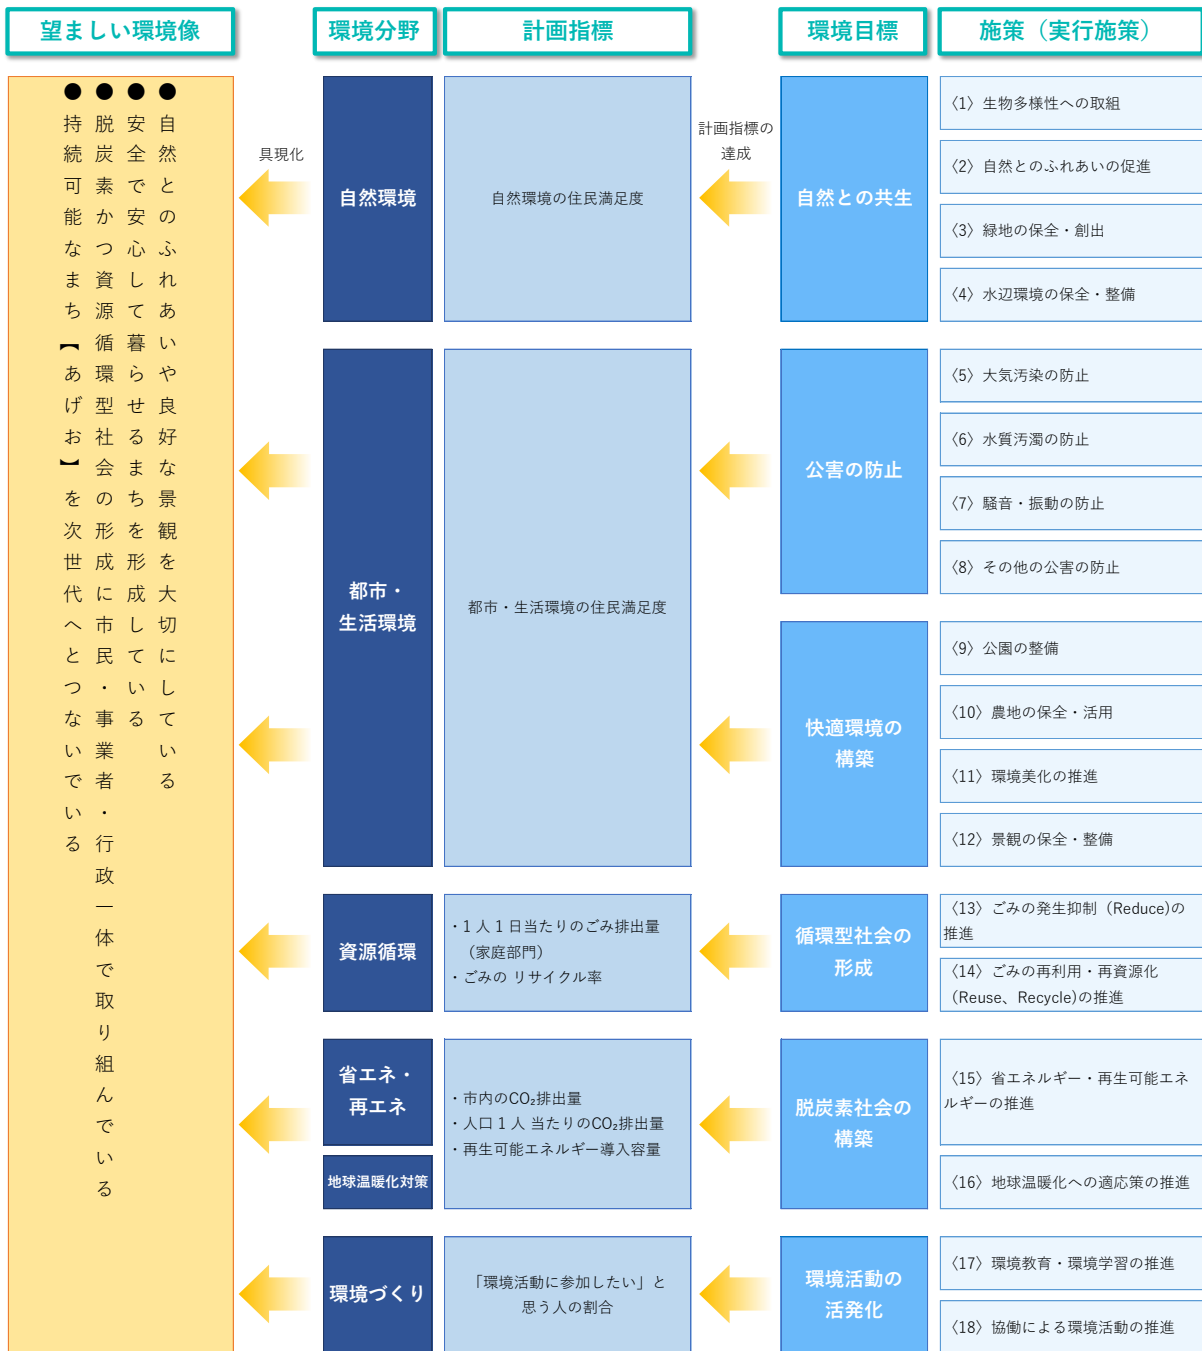 望ましい環境像
環境分野
計画指標
環境目標
施策（実行施策）
●自然とのふれあいや良好な景観を大切にしている
●安全で安心して暮らせるまちを形成している
●脱炭素かつ資源循環型社会の形成に市民・事業者・行政一体で取り組んでいる
●持続可能なまち【あげお】を次世代へとつないでいる
具現化
自然環境
自然環境の住民満足度
計画指標の
達成
自然との共生
〈1〉生物多様性への取組
〈2〉自然とのふれあいの促進
〈3〉緑地の保全・創出
〈4〉水辺環境の保全・整備
都市・
生活環境
都市・生活環境の住民満足度
公害の防止
〈5〉大気汚染の防止
〈6〉水質汚濁の防止
〈7〉騒音・振動の防止
〈8〉その他の公害の防止
快適環境の
構築
〈9〉公園の整備
〈10〉農地の保全・活用
〈11〉環境美化の推進
〈12〉景観の保全・整備
資源循環
・1 人 1 日当たりのごみ排出量
（家庭部門）
・ごみの リサイクル率
循環型社会の
形成
〈13〉ごみの発生抑制（Reduce)の
推進
〈14〉ごみの再利用・再資源化
(Reuse、Recycle)の推進
省エネ・
再エネ
地球温暖化対策
・市内のCO₂排出量
・人口 1 人 当たりのCO₂排出量
・再生可能エネルギー導入容量
脱炭素社会の
構築
〈15〉省エネルギー・再生可能エネ
ルギーの推進
〈16〉地球温暖化への適応策の推進
環境づくり
「環境活動に参加したい」と
思う人の割合
環境活動の
活発化
〈17〉環境教育・環境学習の推進
〈18〉協働による環境活動の推進